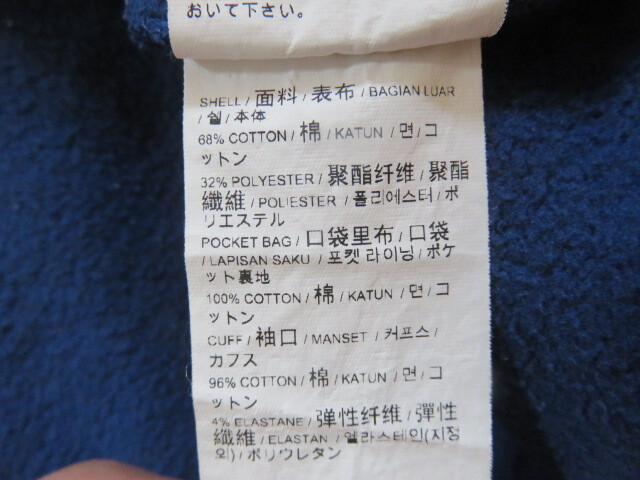 おいて下さい。
SHELL / 面料 / 表布 / BAGIAN LUAR
/ 쉘 / 本体
68% COTTON / 棉 / KATUN / 면 / コ
ットン
32% POLYESTER / 聚酯纤维 / 聚酯
纖維 / POLIESTER / 폴리에스터 / ポ
リエステル
POCKET BAG / 口袋里布 / 口袋
/ LAPISAN SAKU / 포켓 라이닝 / ポケ
ット裏地
100% COTTON / 棉 / KATUN / 면 / コ
ットン
CUFF / 袖口 / MANSET / 커프스 /
カフス
96% COTTON / 棉 / KATUN / 면 / コ
ットン
4% ELASTANE / 弹性纤维 / 彈性
纖維 / ELASTAN / 엘라스테인(지정
외) / ポリウレタン